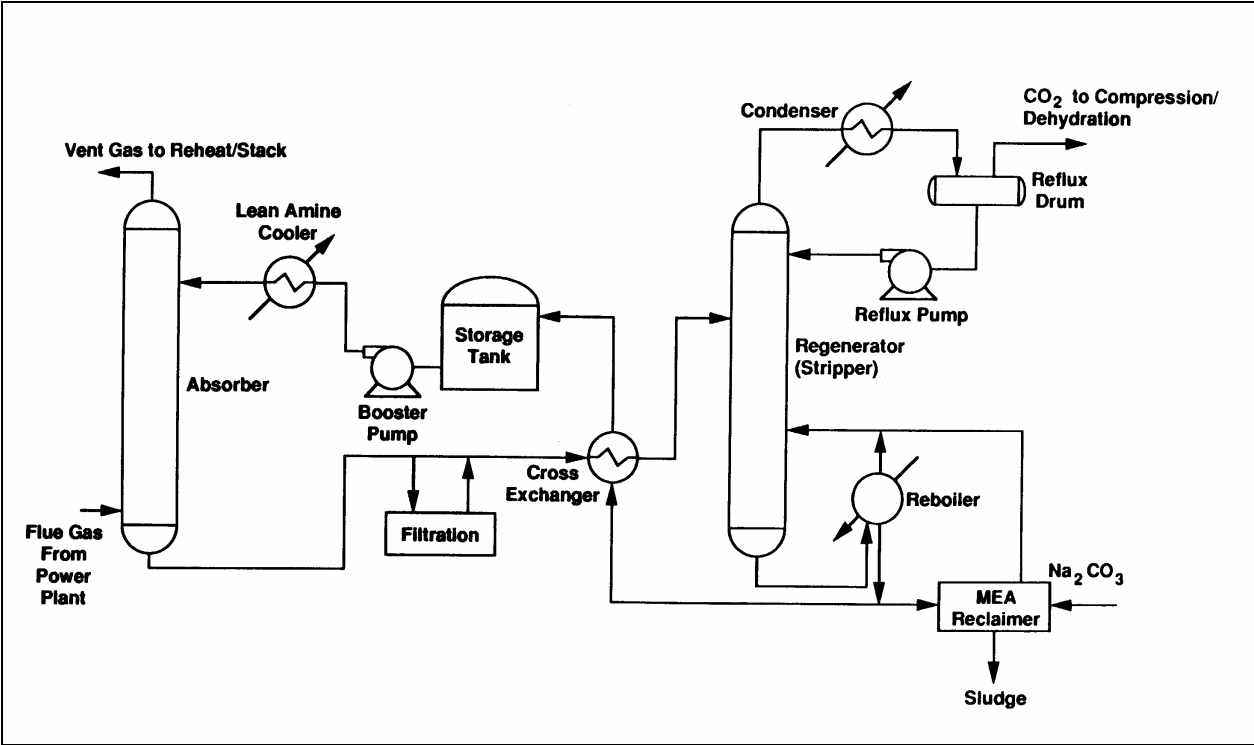 Condenser
CO2 to Compression/
Dehydration
Vent Gas to Reheat/Stack
Reflux
Drum
Lean Amine
Cooler
Reflux Pump
Storage
Tank
Regenerator
(Stripper)
Absorber
Booster
Pump
Cross
Exchanger
Reboiler
Filtration
Flue Gas
From
Power
Plant
Na2CO3
MEA
Reclaimer
Sludge